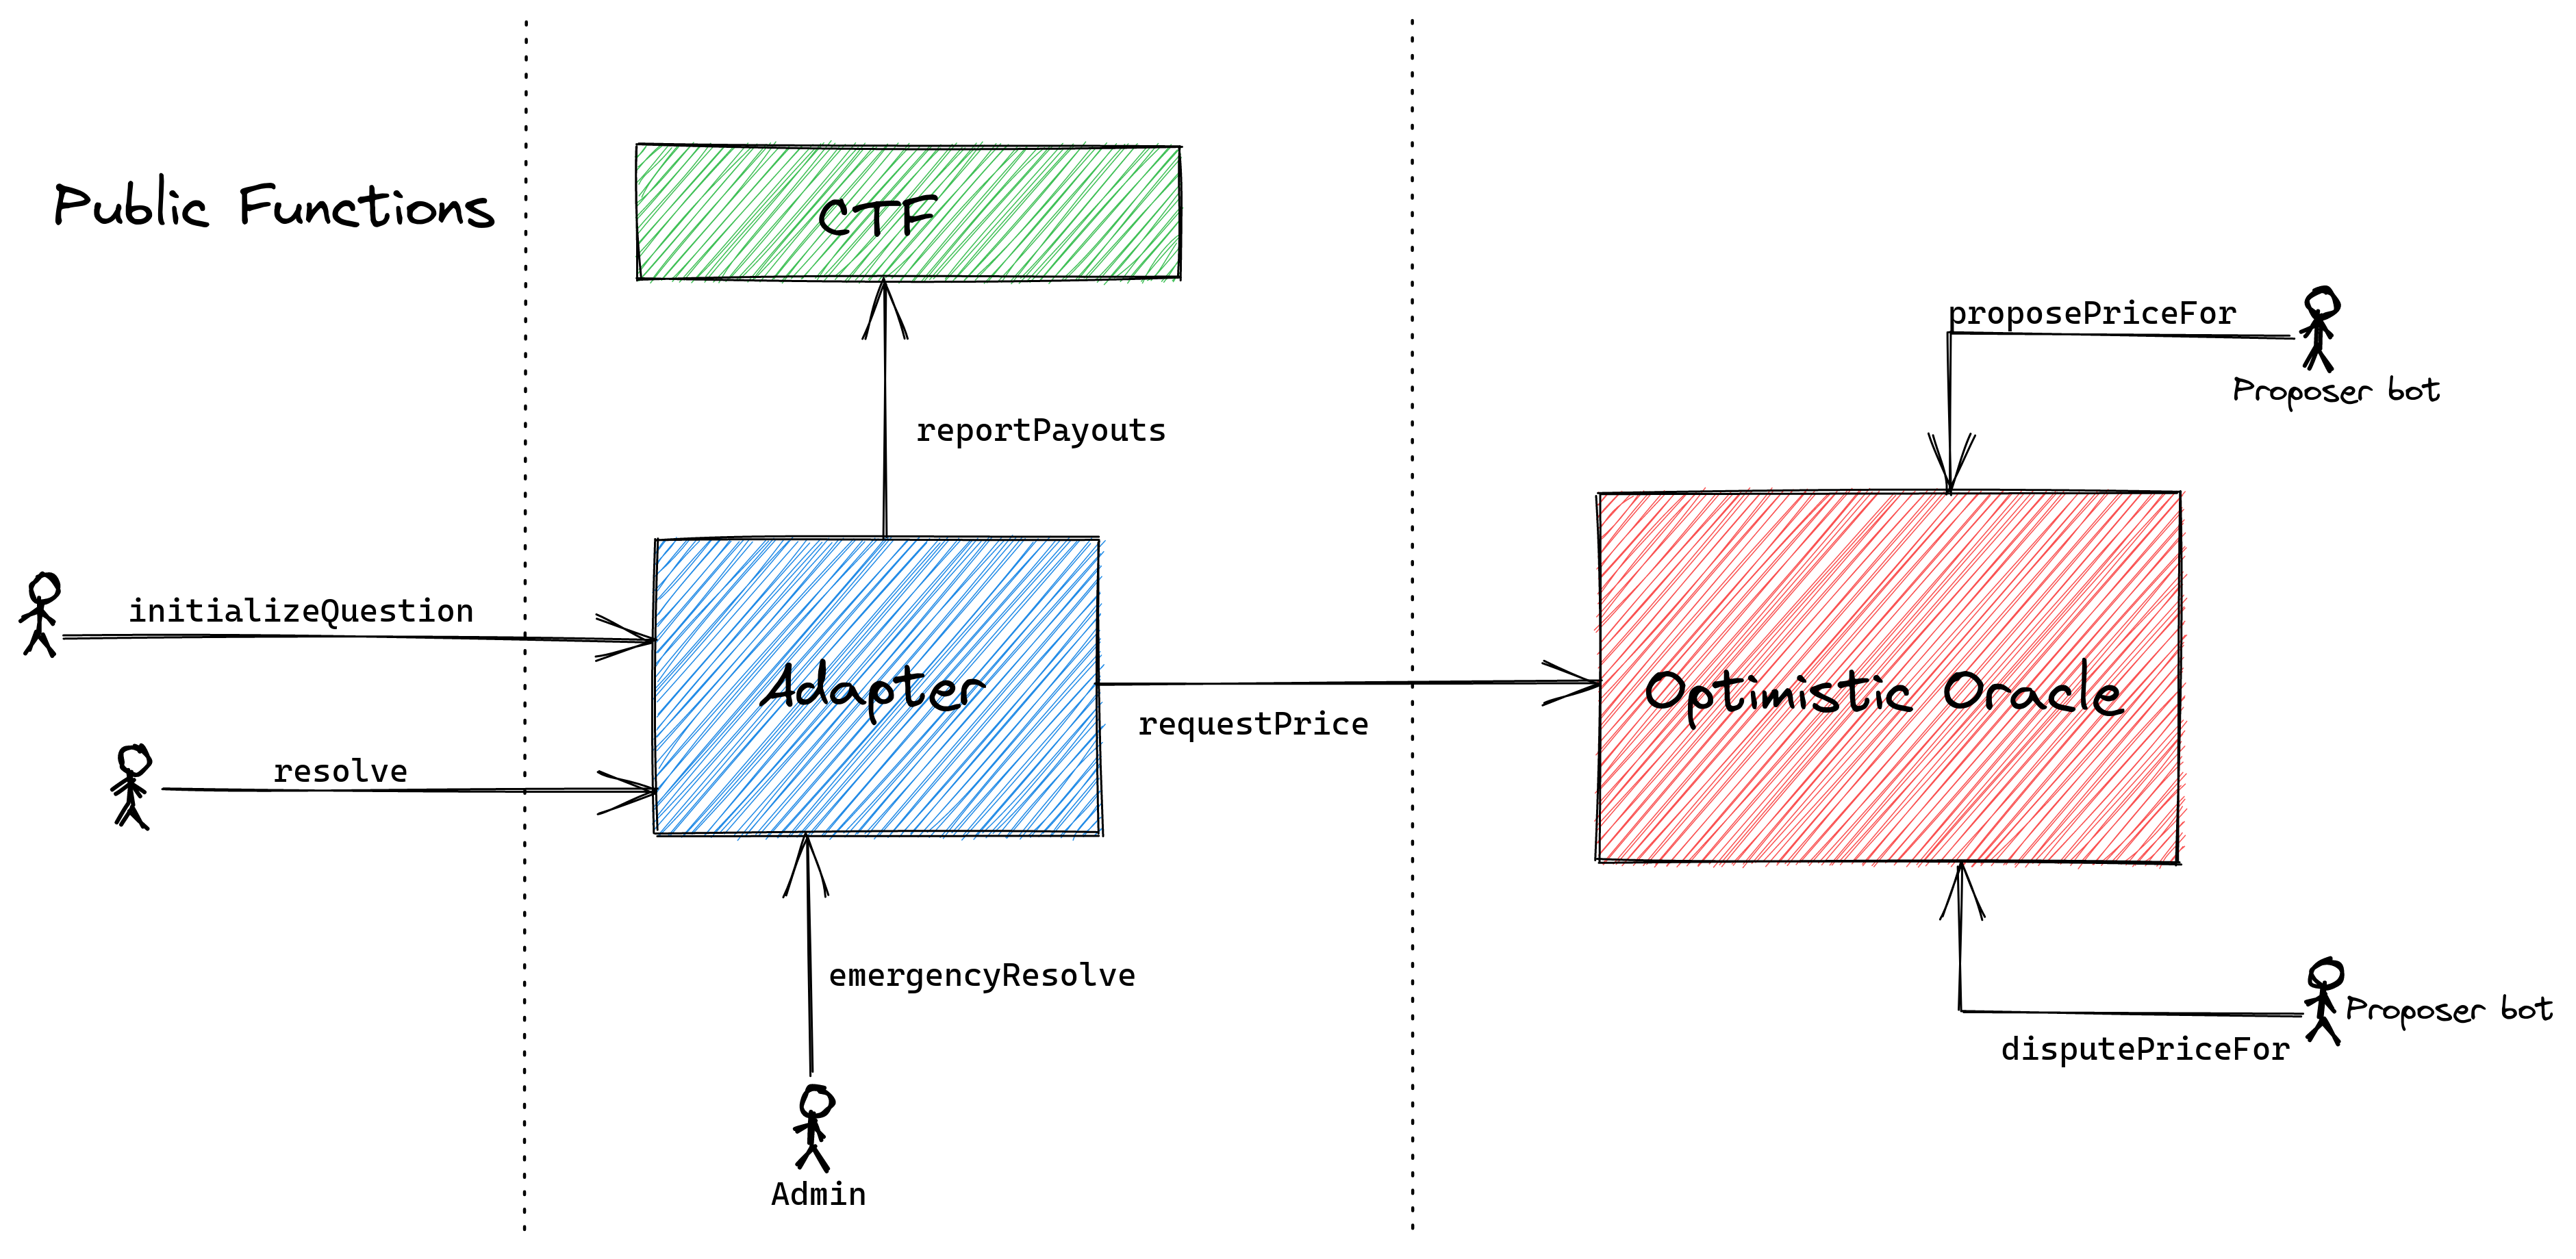 Public Functions
CTF
proposePriceFor
Proposer bot
reportPayouts
initializeQuestion
Adapter
Optimistic Oracle
requestPrice
resolve
emergencyResolve
Proposer bot
disputePriceFor
Admin